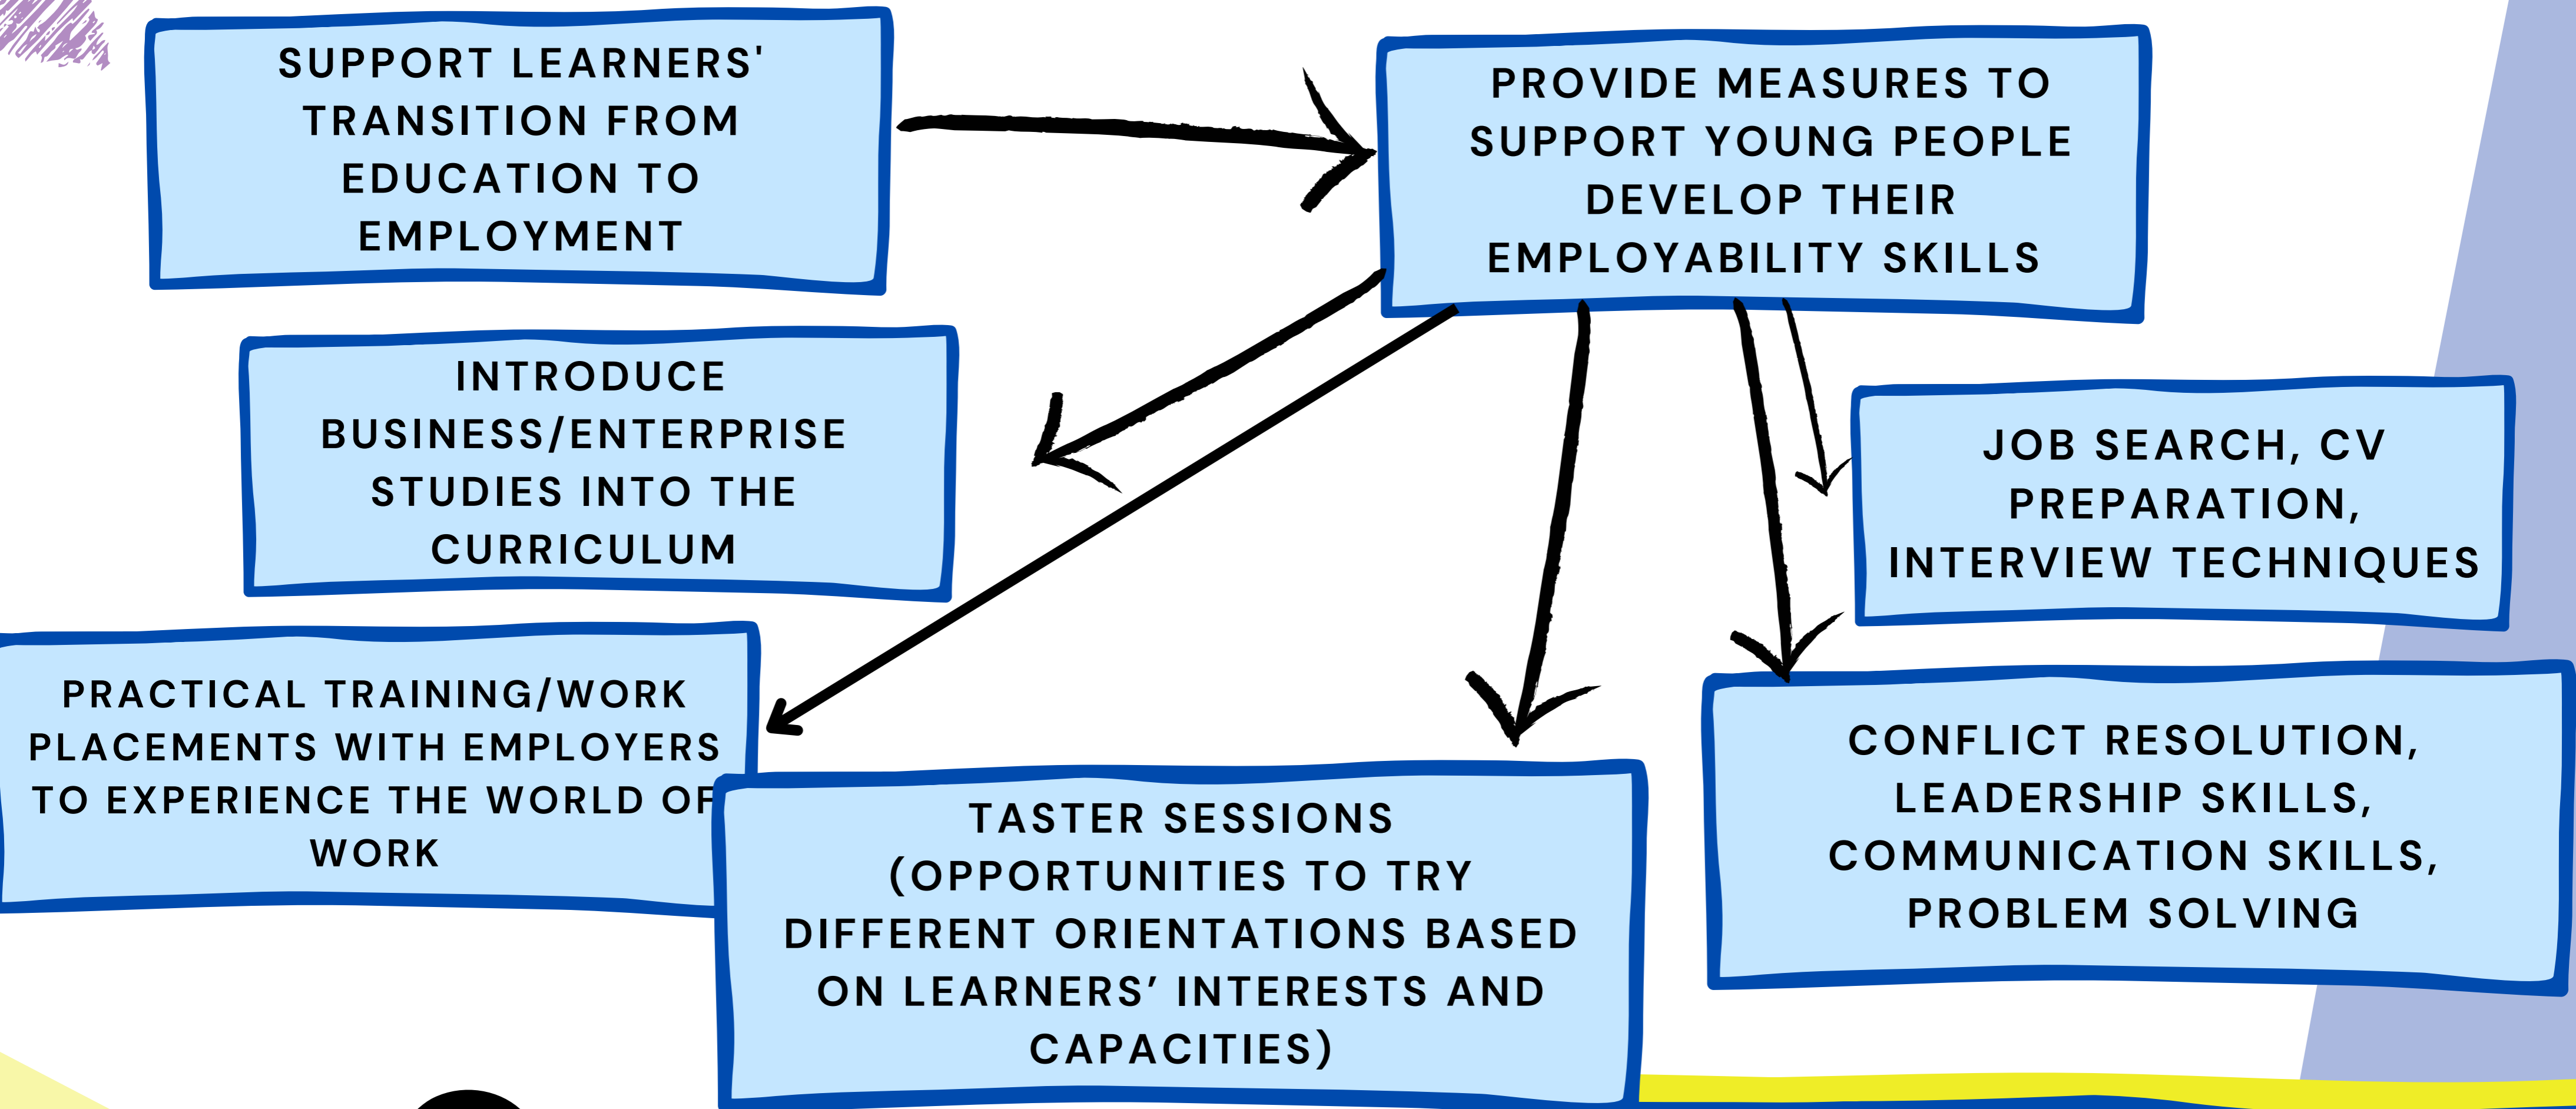 SUPPORT LEARNERS'
TRANSITION FROM
EDUCATION TO
EMPLOYMENT
PROVIDE MEASURES TO
SUPPORT YOUNG PEOPLE
DEVELOP THEIR
EMPLOYABILITY SKILLS
INTRODUCE
BUSINESS/ENTERPRISE
STUDIES INTO THE
CURRICULUM
JOB SEARCH, CV
PREPARATION,
INTERVIEW TECHNIQUES
PRACTICAL TRAINING/WORK
PLACEMENTS WITH EMPLOYERS
TO EXPERIENCE THE WORLD OF
WORK
TASTER SESSIONS
(OPPORTUNITIES TO TRY
DIFFERENT ORIENTATIONS BASED
ON LEARNERS’ INTERESTS AND
CAPACITIES)
CONFLICT RESOLUTION,
LEADERSHIP SKILLS,
COMMUNICATION SKILLS,
PROBLEM SOLVING